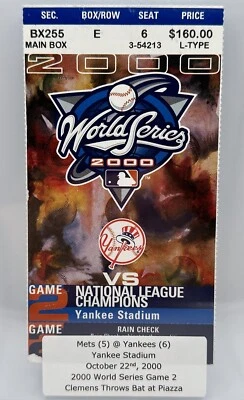 SEC. BOX/ROW SEAT PRICE
BX255 E 6 $160.00
MAIN BOX 3-54213 L-TYPE
2000
World Series
2000
Yankees
VS
GAME NATIONAL LEAGUE
2 CHAMPIONS
Yankee Stadium
GAME RAIN CHECK
Mets (5) @ Yankees (6)
Yankee Stadium
October 22nd, 2000
2000 World Series Game 2
Clemens Throws Bat at Piazza